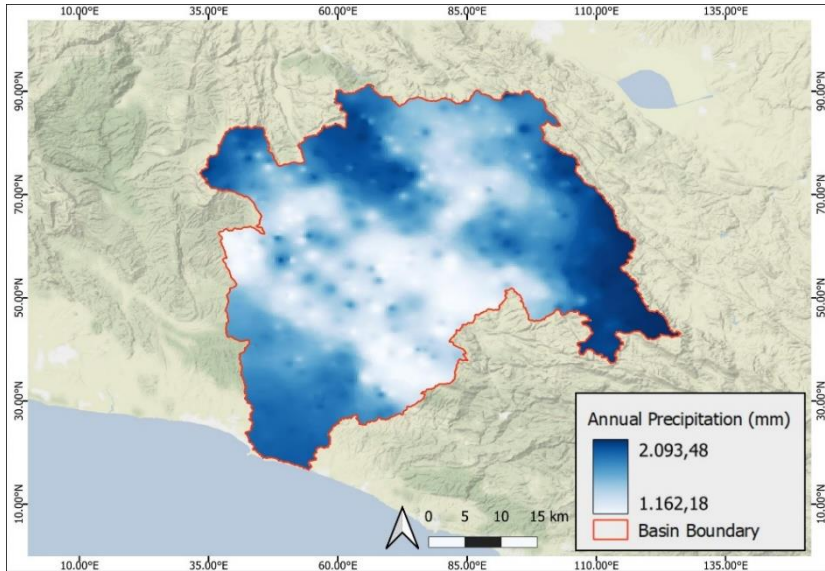 10.00°E 35.00°E 60.00°E 85.00°E 110.00°E 135.00°E
90.00°N 90.00°N
70.00°N 70.00°N
50.00°N 50.00°N
30.00°N 30.00°N
10.00°N 10.00°N
Annual Precipitation (mm)
2.093,48
1.162,18
Basin Boundary
0 5 10 15 km
10.00°E 35.00°E 60.00°E 85.00°E 110.00°E 135.00°E